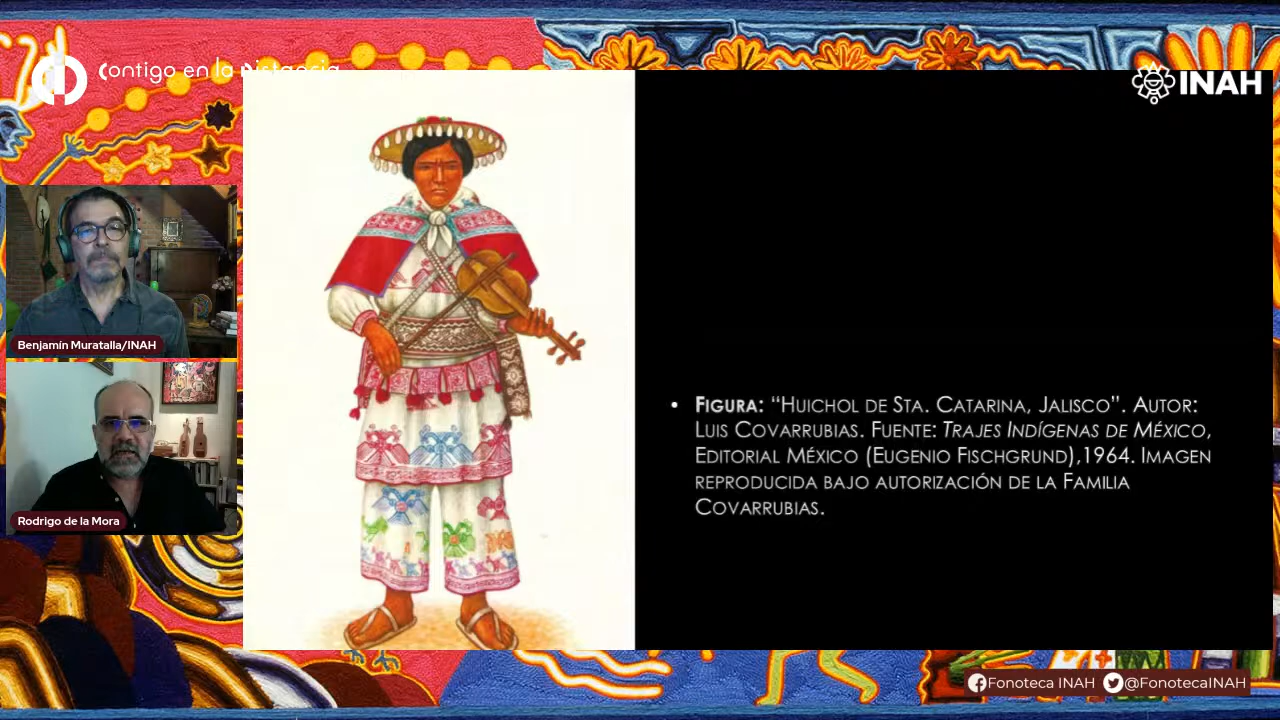 Contigo en la Distancia
INAH
Benjamín Muratalla/INAH
Rodrigo de la Mora
• Figura: “Huichol de Sta. Catarina, Jalisco”. Autor:
Luis Covarrubias. Fuente: Trajes Indígenas de México,
Editorial México (Eugenio Fischgrund),1964. Imagen
reproducida bajo autorización de la Familia
Covarrubias.
Fonoteca INAH @FonotecaINAH